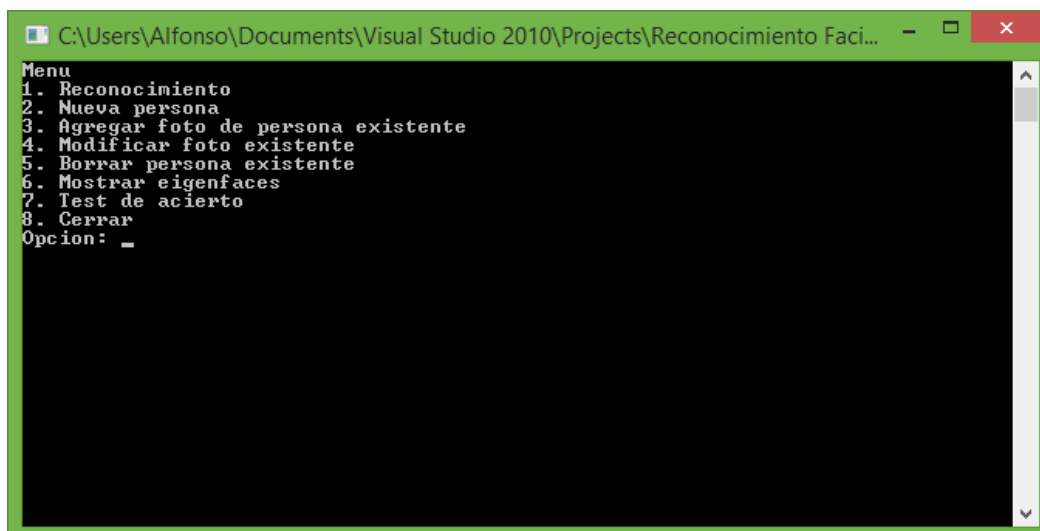 C:\Users\Alfonso\Documents\Visual Studio 2010\Projects\Reconocimiento Faci...
Menu
1. Reconocimiento
2. Nueva persona
3. Agregar foto de persona existente
4. Modificar foto existente
5. Borrar persona existente
6. Mostrar eigenfaces
7. Test de acierto
8. Cerrar
Opcion: _